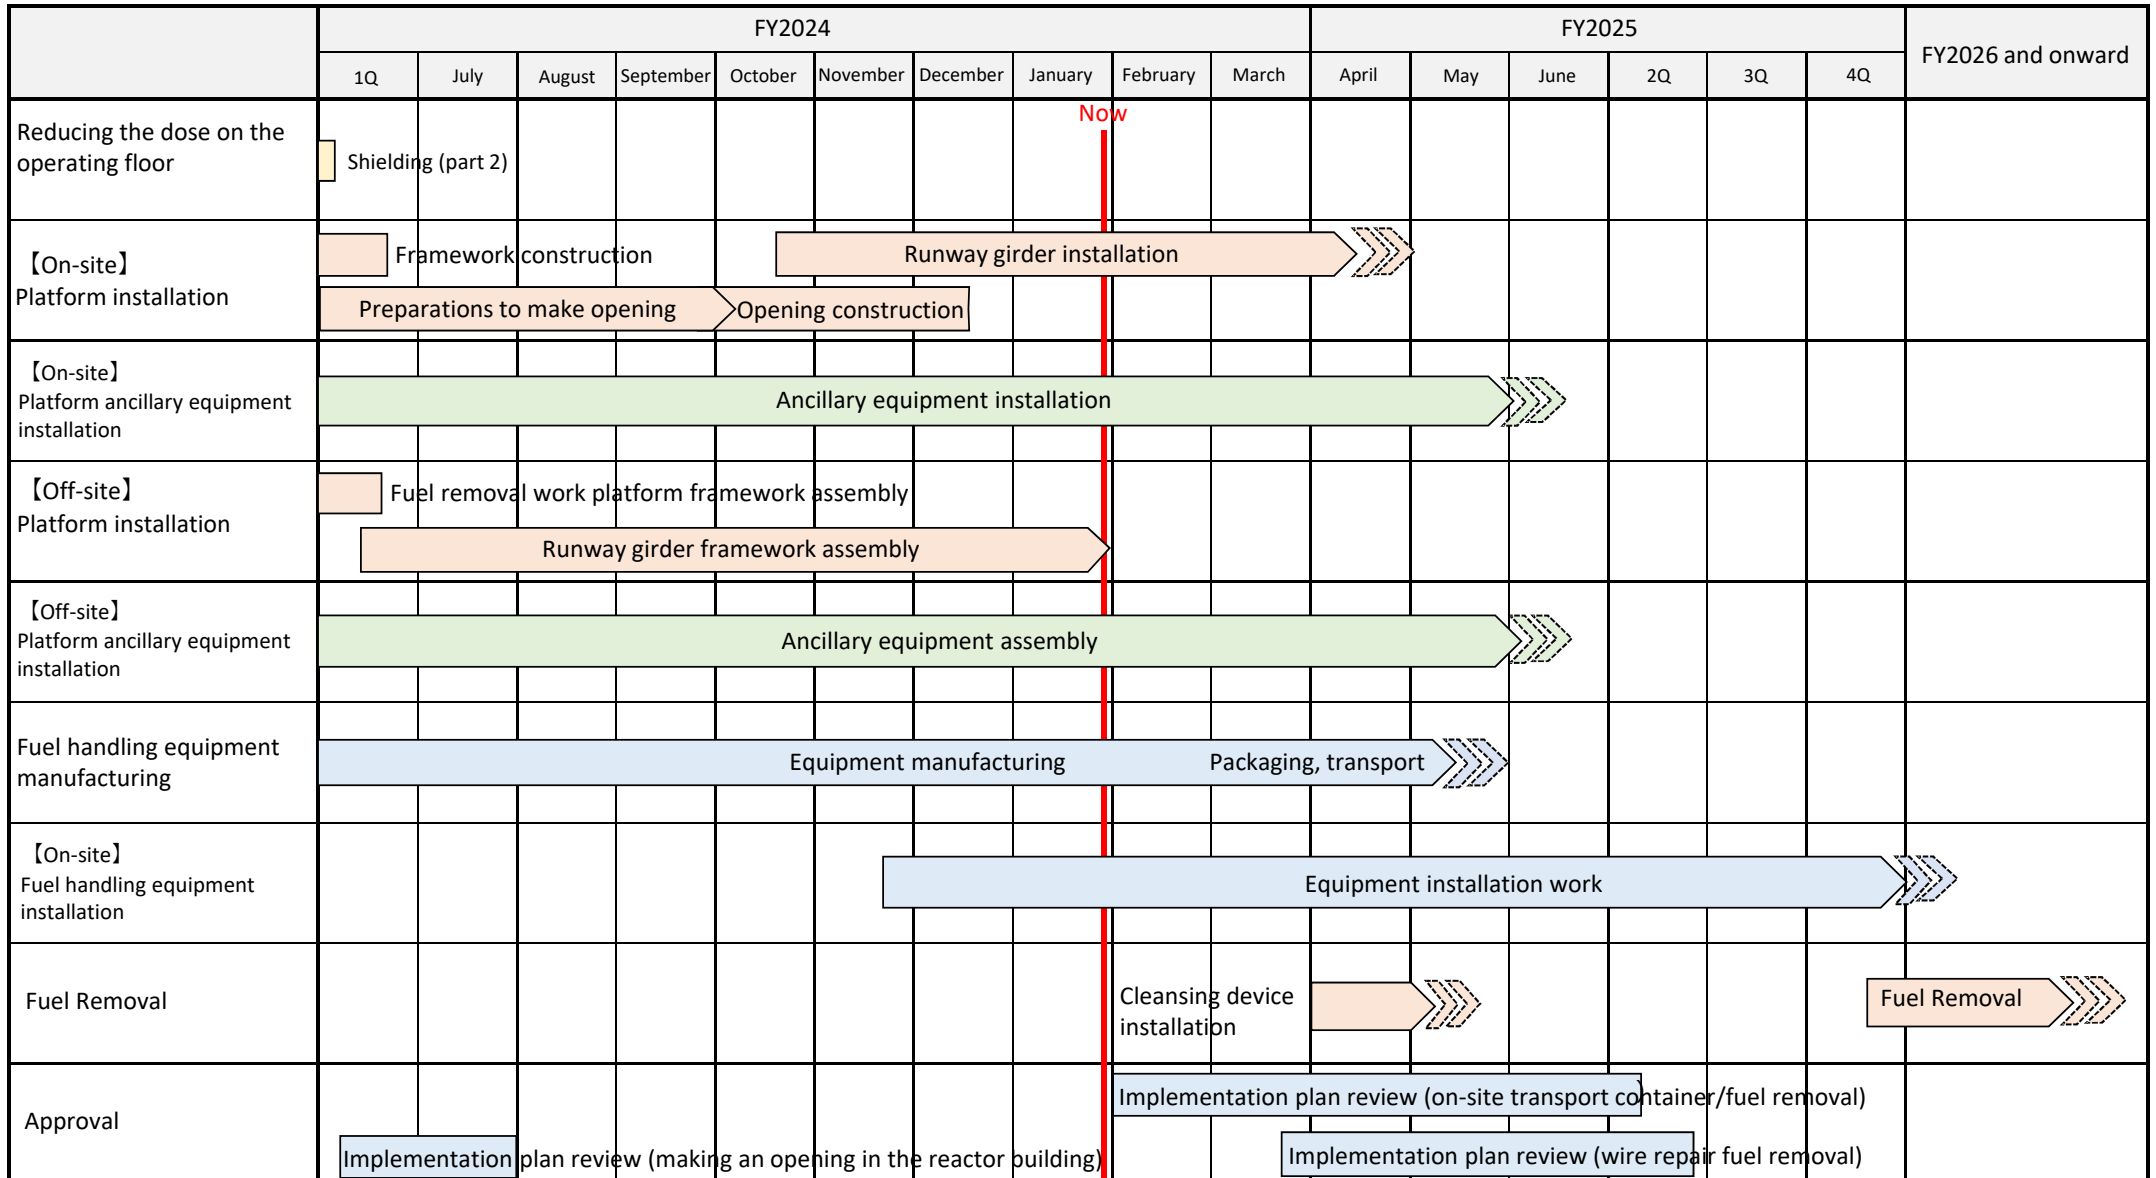 FY2024
FY2025
FY2026 and onward
1Q
July
August
September
October
November
December
January
February
March
April
May
June
2Q
3Q
4Q
Now
Reducing the dose on the
operating floor
Shielding (part 2)
【On-site】
Platform installation
Framework construction
Runway girder installation
Preparations to make opening
Opening construction
【On-site】
Platform ancillary equipment
installation
Ancillary equipment installation
【Off-site】
Platform installation
Fuel removal work platform framework assembly
Runway girder framework assembly
【Off-site】
Platform ancillary equipment
installation
Ancillary equipment assembly
Fuel handling equipment
manufacturing
Equipment manufacturing
Packaging, transport
【On-site】
Fuel handling equipment
installation
Equipment installation work
Fuel Removal
Cleansing device
installation
Fuel Removal
Approval
Implementation plan review (on-site transport container/fuel removal)
Implementation plan review (making an opening in the reactor building)
Implementation plan review (wire repair fuel removal)